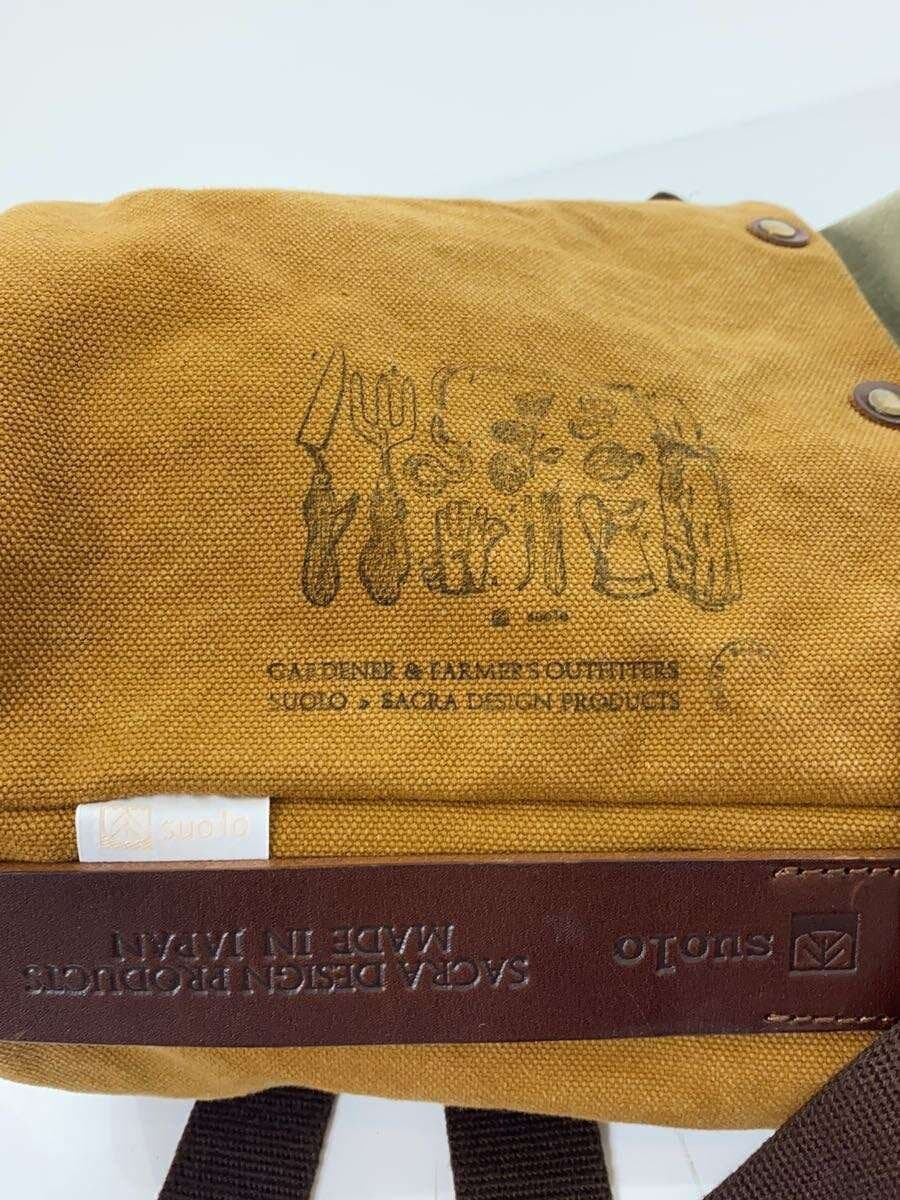 suolo
GARDENER & FARMER'S OUTFITTERS
SUOLO » SACRA DESIGN PRODUCTS
suolo
suolo
SACRA DESIGN PRODUCTS
MADE IN JAPAN